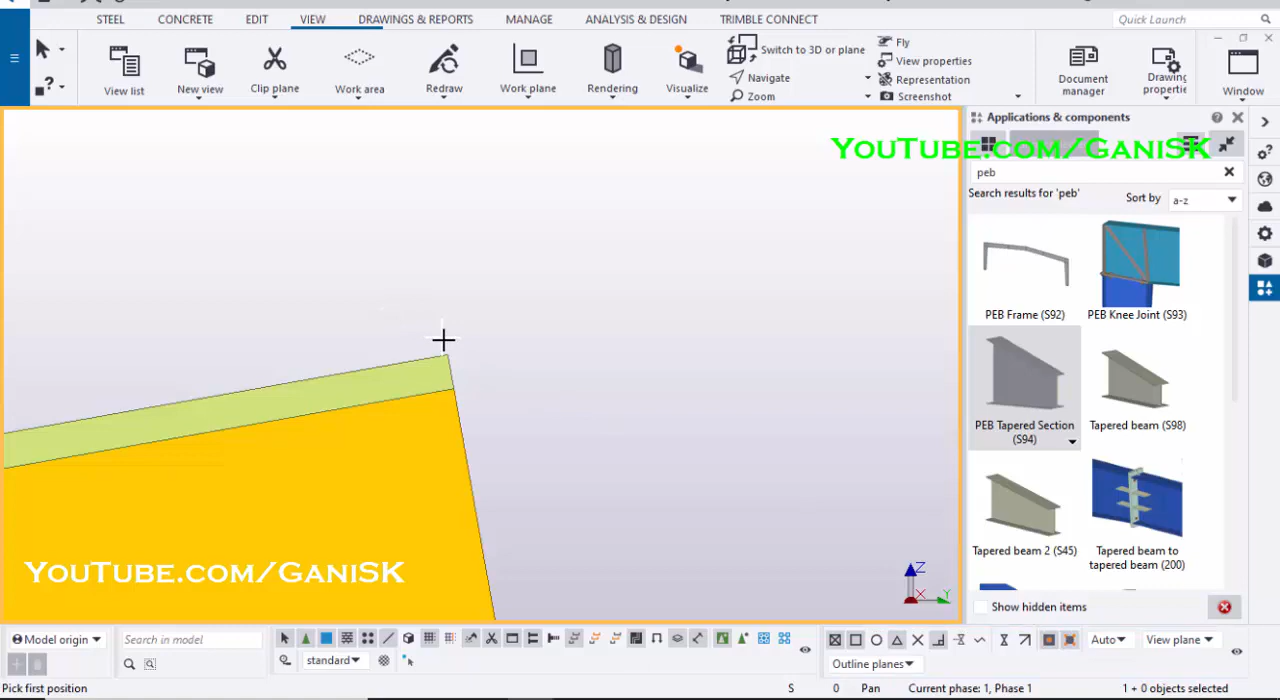 STEEL CONCRETE EDIT VIEW DRAWINGS & REPORTS MANAGE ANALYSIS & DESIGN TRIMBLE CONNECT Quick Launch
View list
New view
Clip plane
Work area
Redraw
Work plane
Rendering
Visualize
Switch to 3D or plane
Navigate
Zoom
Fly
View properties
Representation
Screenshot
Document
manager
Drawing
propertie
Window
Applications & components
YouTube.com/GaniSK
peb
Search results for 'peb'
Sort by
a-z
PEB Frame (S92)
PEB Knee Joint (S93)
PEB Tapered Section
(S94)
Tapered beam (S98)
Tapered beam 2 (S45)
Tapered beam to
tapered beam (200)
Show hidden items
YouTube.com/GaniSK
Z
X
Y
Model origin
Search in model
standard
Auto
View plane
Outline planes
Pick first position
S
0
Pan
Current phase: 1, Phase 1
1 + 0 objects selected